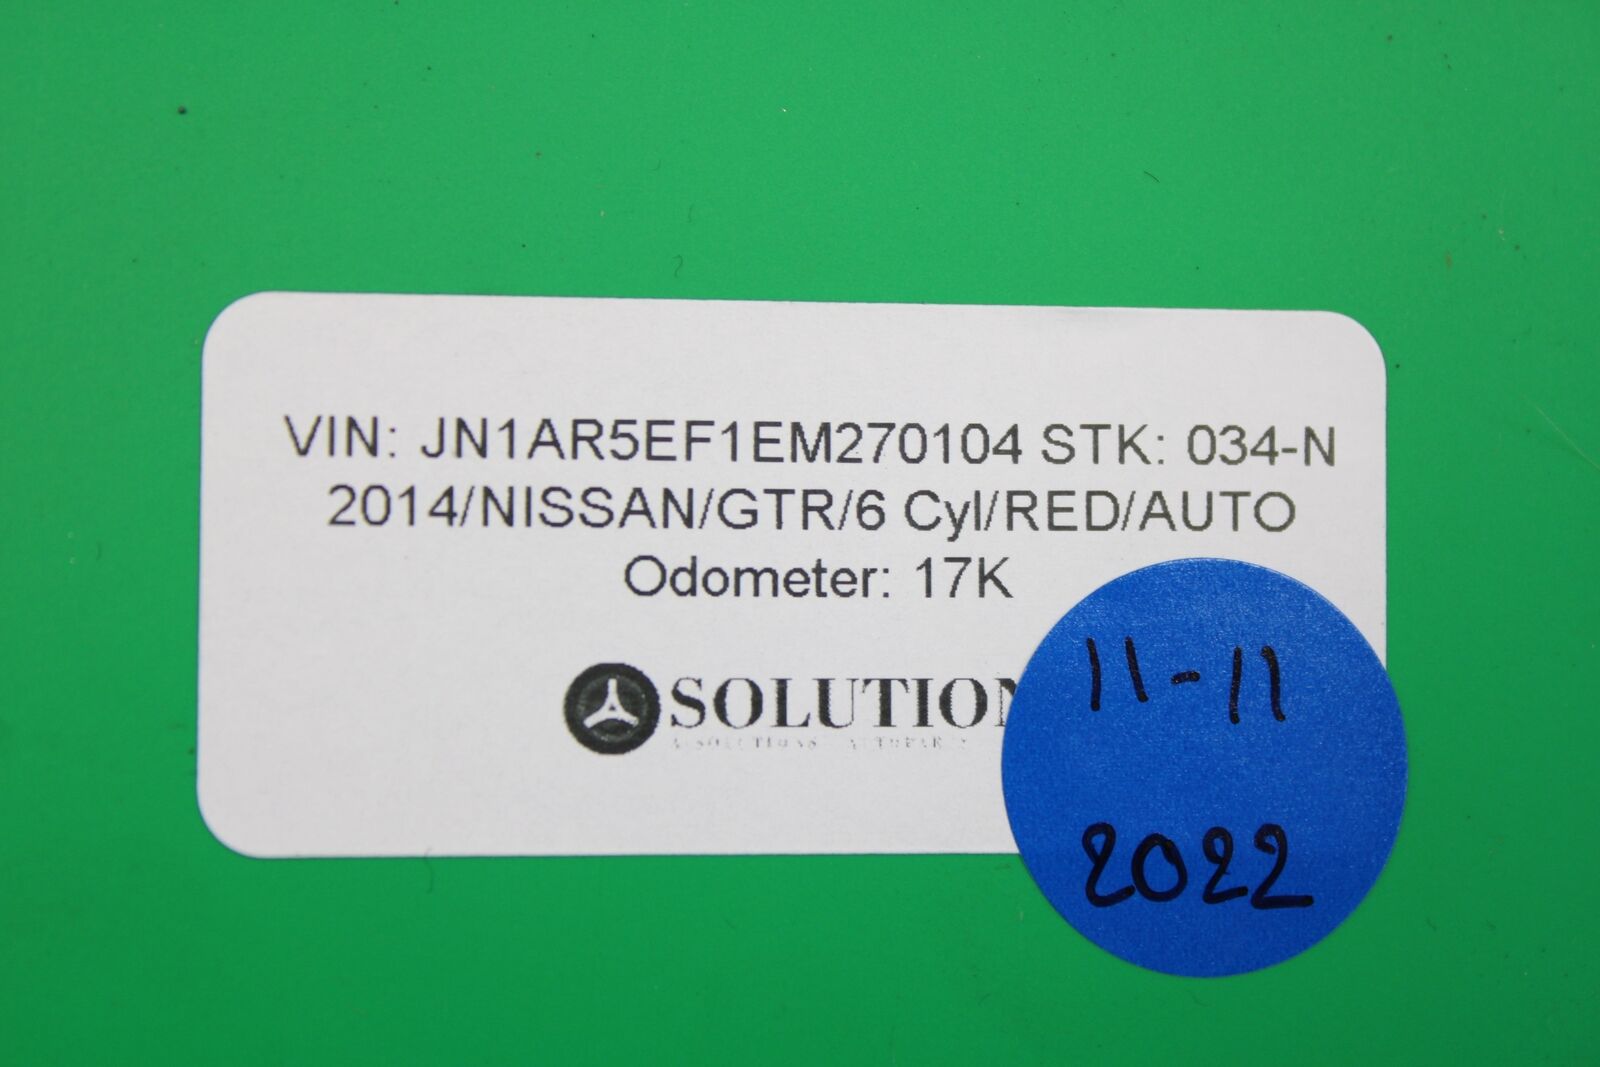 VIN: JN1AR5EF1EM270104 STK: 034-N
2014/NISSAN/GTR/6 Cyl/RED/AUTO
Odometer: 17K
SOLUTION
11-11
2022